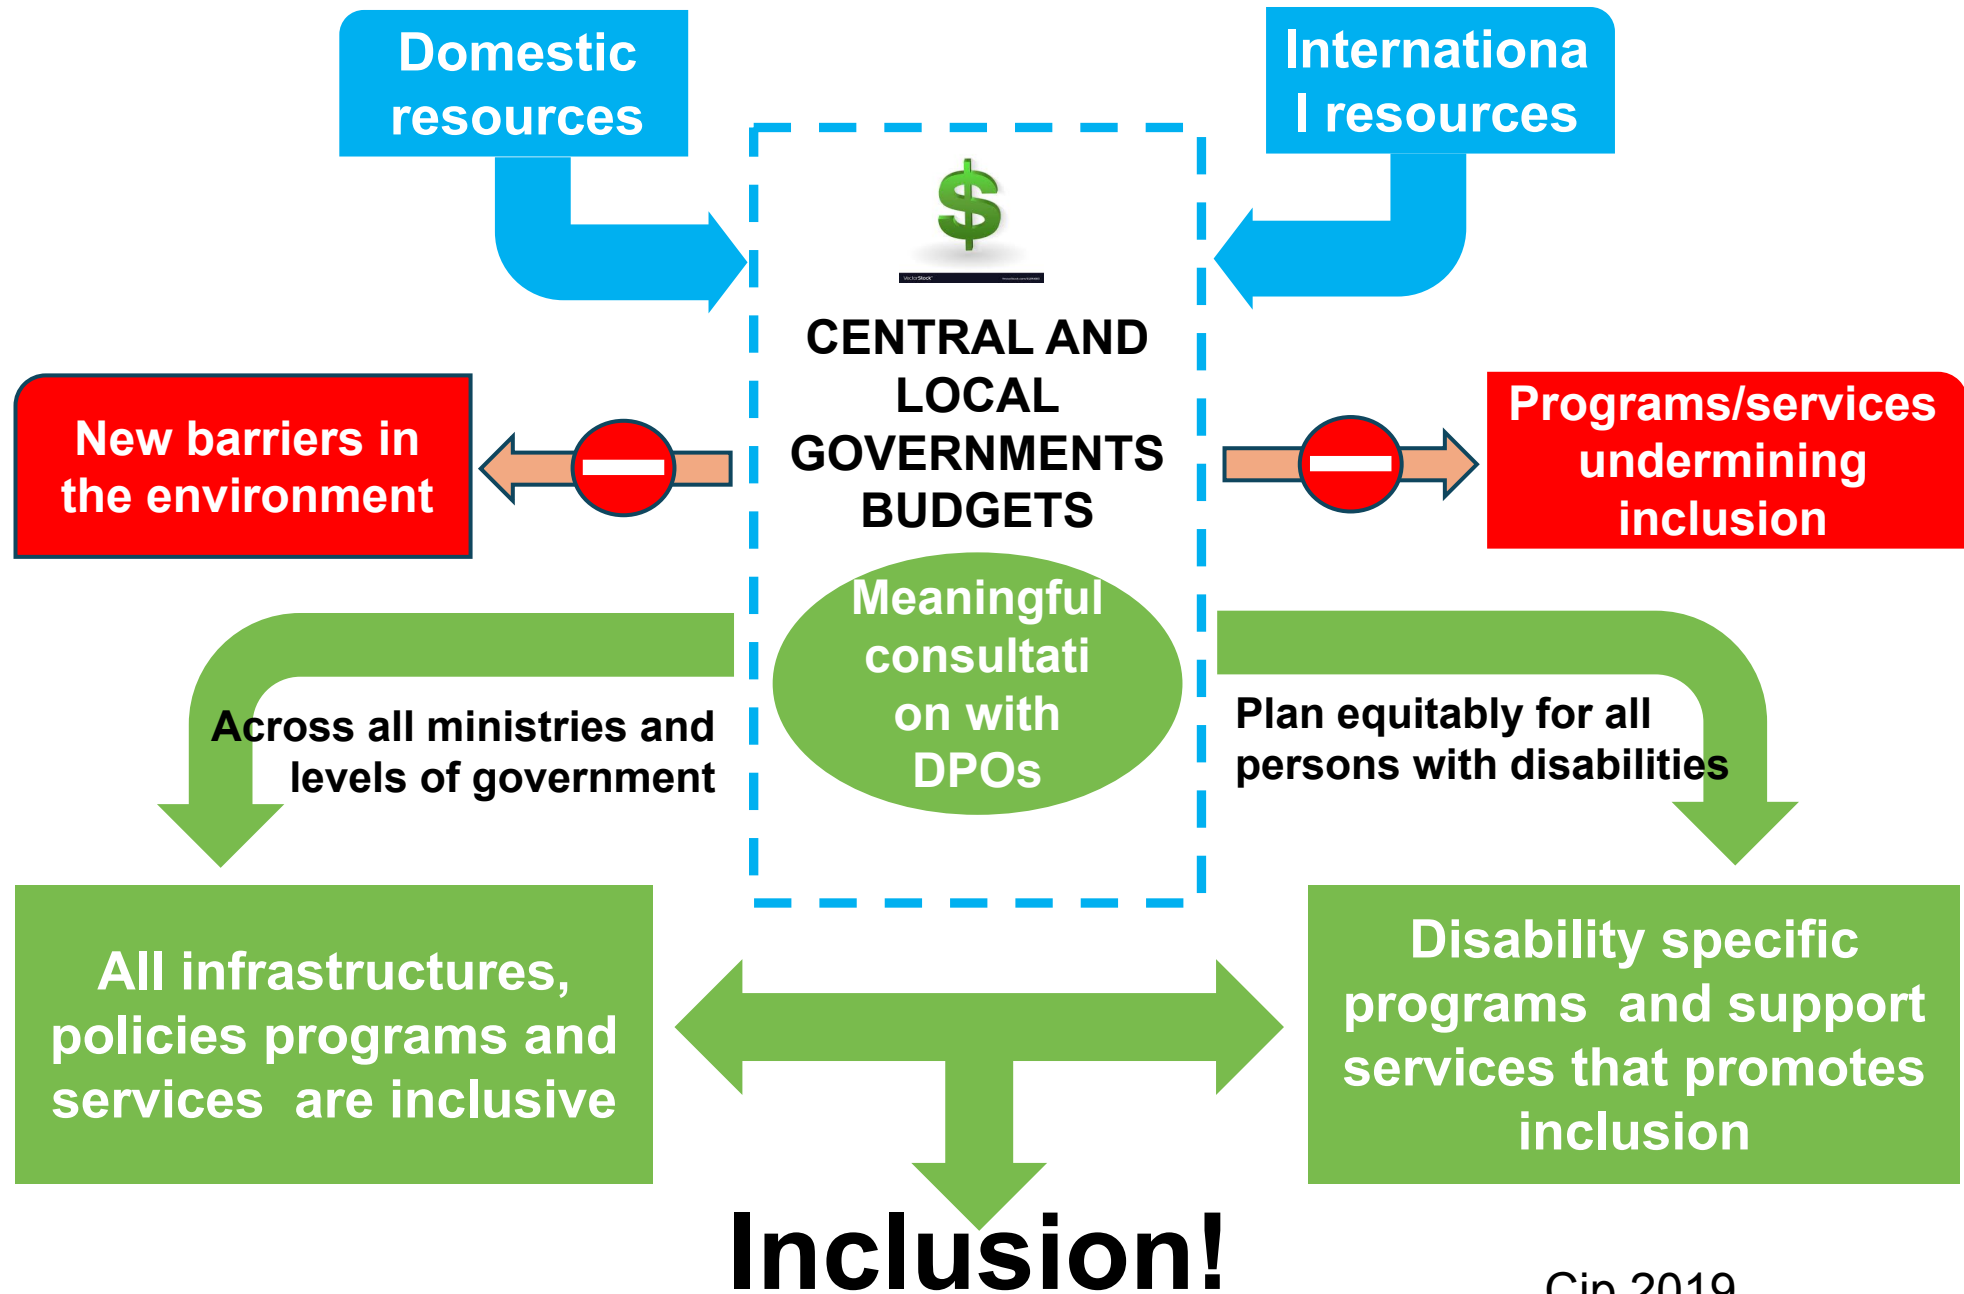 Domestic
resources
Internationa
l resources
VectorStock
CENTRAL AND
LOCAL
GOVERNMENTS
BUDGETS
New barriers in
the environment
Programs/services
undermining
inclusion
Meaningful
consultati
on with
DPOs
Across all ministries and
levels of government
Plan equitably for all
persons with disabilities
All infrastructures,
policies programs and
services are inclusive
Disability specific
programs and support
services that promotes
inclusion
Inclusion!
Cip 2019